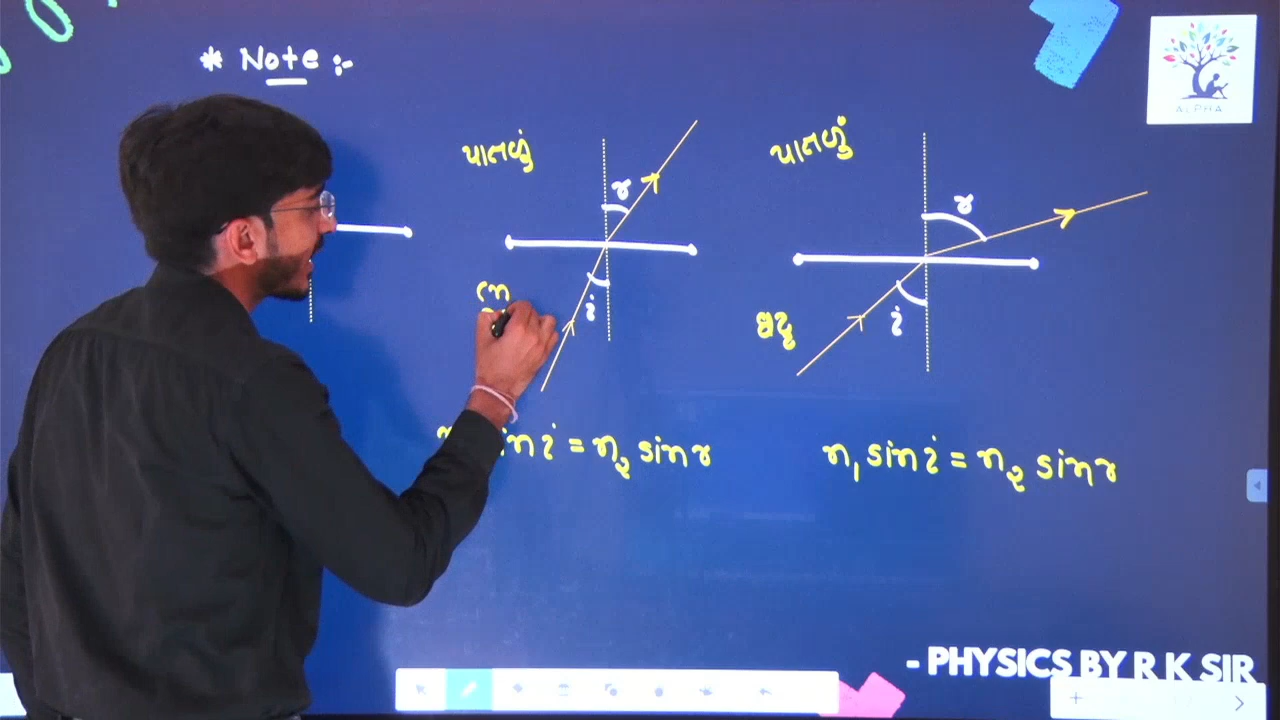 * Note :-
પાતળું
r
i
પાતળું
r
ઘટ્ટ
i
sin i = n₂ sin r
n₁ sin i = n₂ sin r
ALPHA
- PHYSICS BY R K SIR